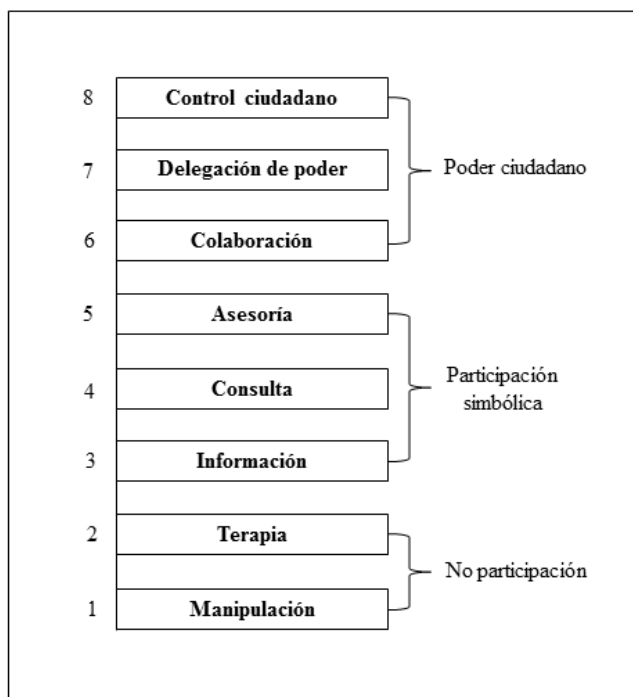 8 Control ciudadano
7 Delegación de poder
Poder ciudadano
6 Colaboración
5 Asesoría
4 Consulta
Participación
simbólica
3 Información
2 Terapia
No participación
1 Manipulación